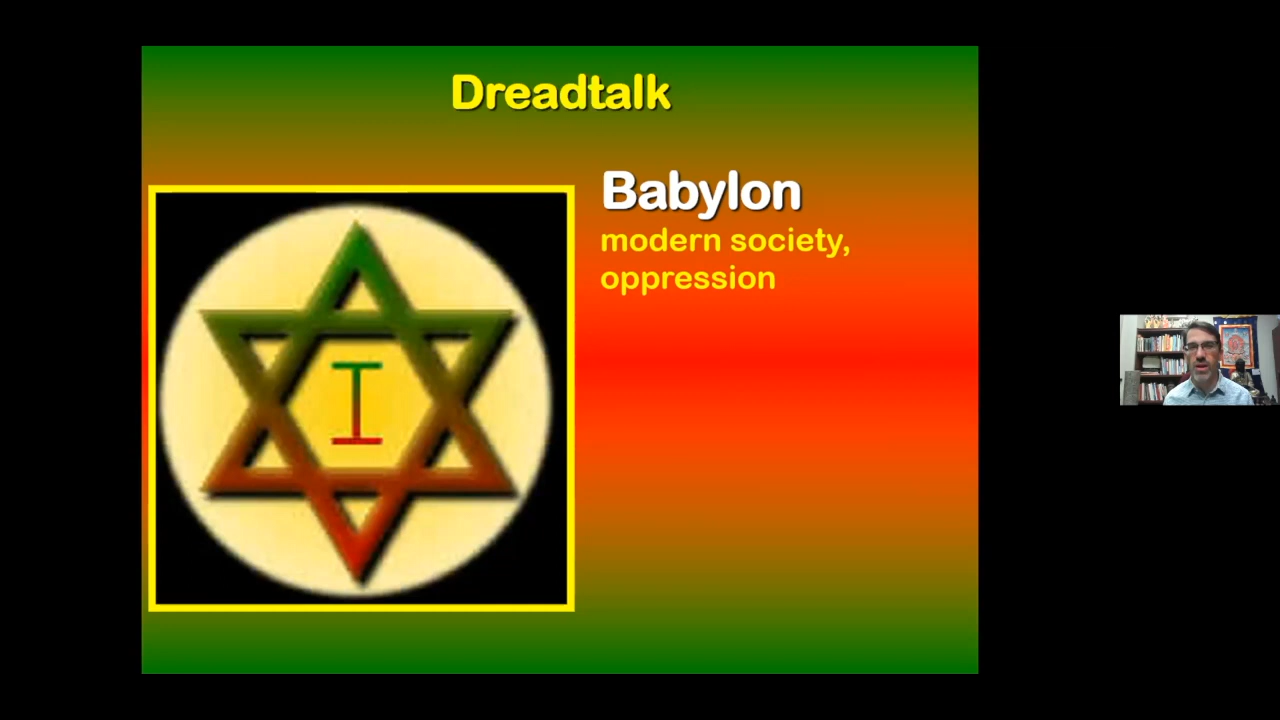 Dreadtalk
Babylon
modern society,
oppression
I